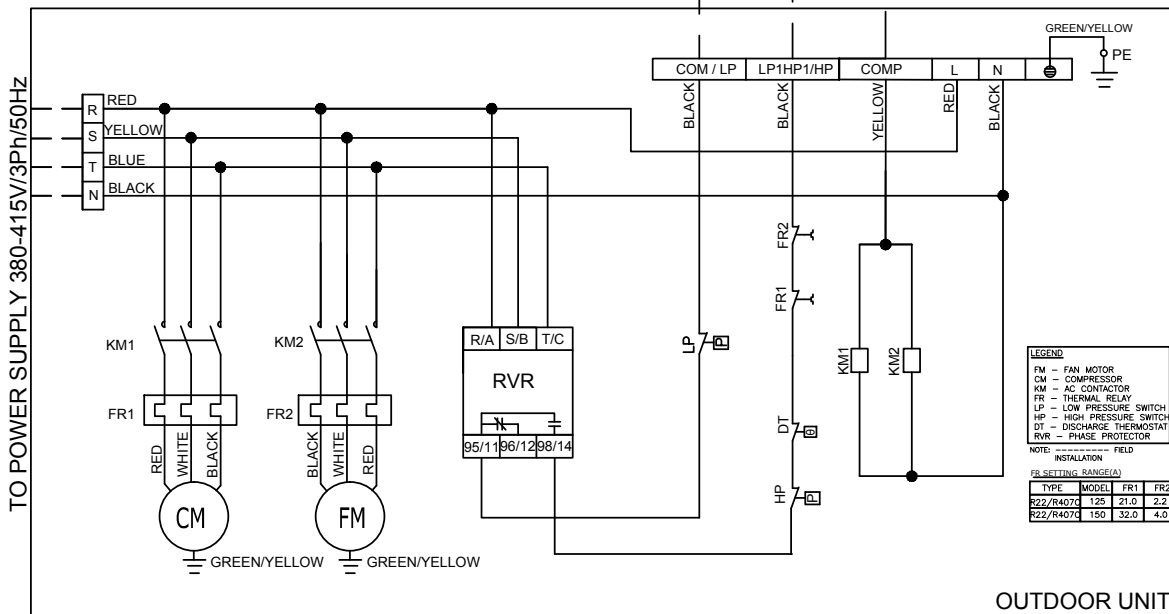 TO POWER SUPPLY 380-415V/3Ph/50Hz
GREEN/YELLOW
PE
COM / LP
LP1HP1/HP
COMP
L
N
BLACK
BLACK
YELLOW
RED
BLACK
R
RED
S
YELLOW
T
BLUE
N
BLACK
FR2
FR1
KM1
KM2
R/A
S/B
T/C
RVR
95/11
96/12
98/14
LP
P
KM1
KM2
FR1
FR2
RED
WHITE
BLACK
BLACK
WHITE
RED
DT
θ
HP
P
CM
FM
GREEN/YELLOW
GREEN/YELLOW
LEGEND
FM – FAN MOTOR
CM – COMPRESSOR
KM – AC CONTACTOR
FR – THERMAL RELAY
LP – LOW PRESSURE SWITCH
HP – HIGH PRESSURE SWITCH
DT – DISCHARGE THERMOSTAT
RVR – PHASE PROTECTOR
NOTE: --------- FIELD
INSTALLATION
FR SETTING RANGE(A)
TYPE MODEL FR1 FR2
R22/R407C 125 21.0 2.2
R22/R407C 150 32.0 4.0
OUTDOOR UNIT